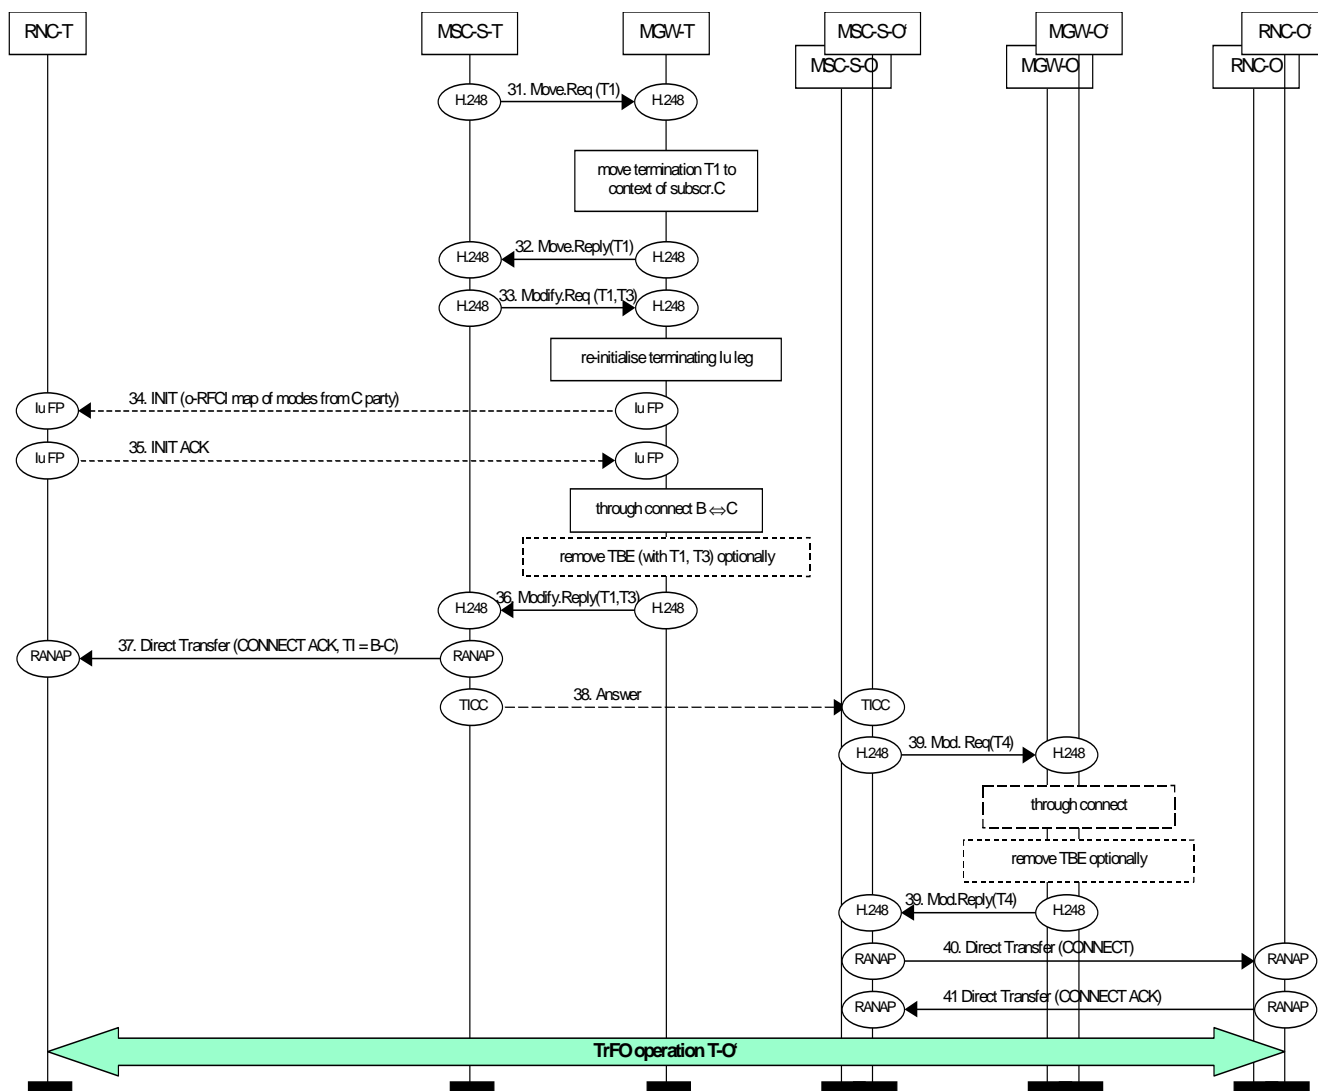 RNC-T
MSC-S-T
MGW-T
MSC-S-O'
MGW-O'
RNC-O'
MSC-S-O
MGW-O
RNC-O
H.248
31. Move.Req (T1)
H.248
move termination T1 to
context of subscr.C
H.248
32. Move.Reply(T1)
H.248
H.248
33. Modify.Req (T1,T3)
H.248
re-initialise terminating Iu leg
Iu FP
34. INIT (o-RFCI map of modes from C party)
Iu FP
Iu FP
35. INIT ACK
Iu FP
through connect B ⇔ C
remove TBE (with T1, T3) optionally
H.248
36. Modify.Reply(T1,T3)
H.248
RANAP
37. Direct Transfer (CONNECT ACK, TI = B-C)
RANAP
TICC
38. Answer
TICC
H.248
39. Mod. Req(T4)
H.248
through connect
remove TBE optionally
H.248
39. Mod.Reply(T4)
H.248
RANAP
40. Direct Transfer (CONNECT)
RANAP
RANAP
41 Direct Transfer (CONNECT ACK)
RANAP
TrFO operation T-O'